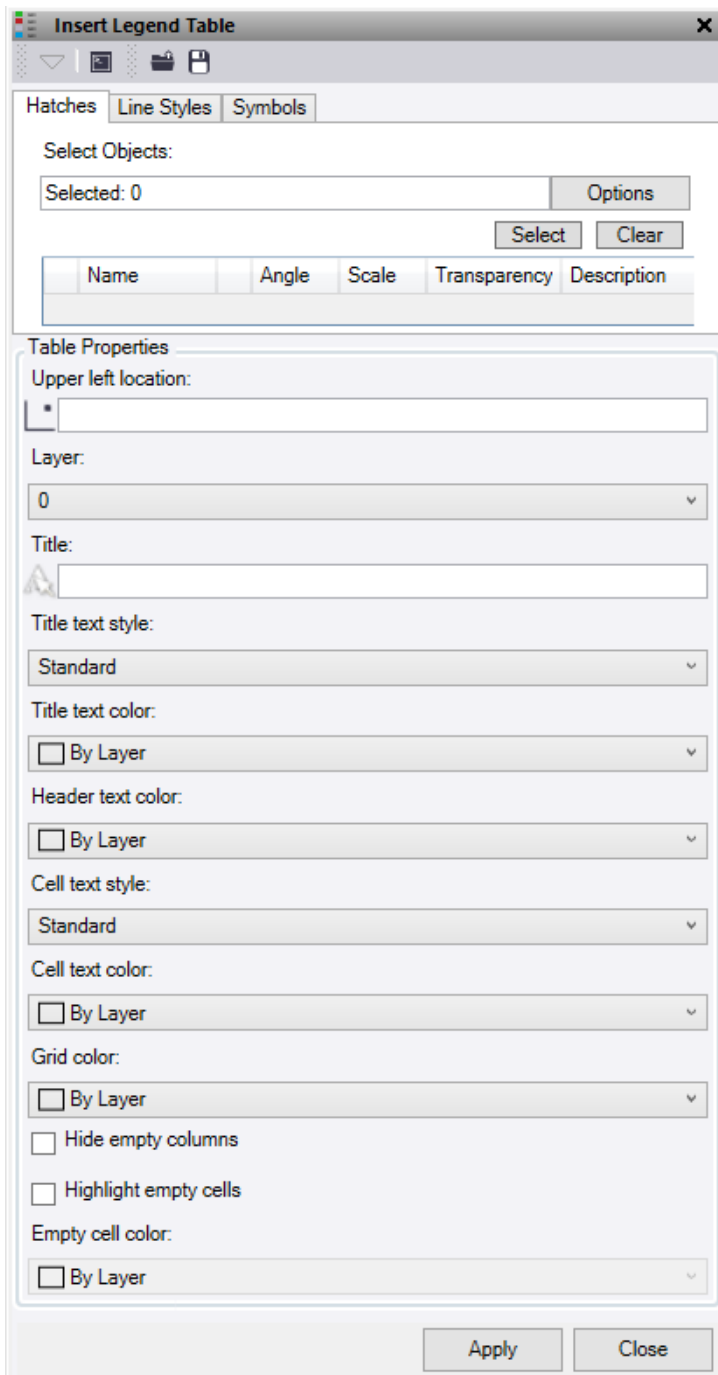 Insert Legend Table
Hatches Line Styles Symbols
Select Objects:
Selected: 0 Options
Select Clear
Name Angle Scale Transparency Description
Table Properties
Upper left location:
Layer:
0
Title:
Title text style:
Standard
Title text color:
By Layer
Header text color:
By Layer
Cell text style:
Standard
Cell text color:
By Layer
Grid color:
By Layer
Hide empty columns
Highlight empty cells
Empty cell color:
By Layer
Apply Close